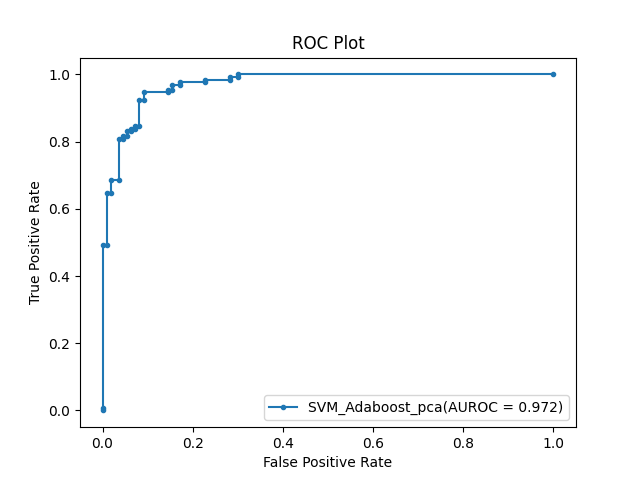 ROC Plot
1.0
0.8
0.6
0.4
0.2
0.0
True Positive Rate
SVM_Adaboost_pca(AUROC = 0.972)
0.0 0.2 0.4 0.6 0.8 1.0
False Positive Rate